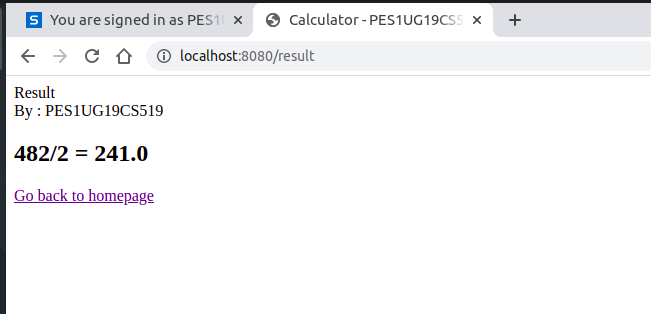 You are signed in as PES1U
Calculator - PES1UG19CS5
localhost:8080/result
Result
By : PES1UG19CS519
482/2 = 241.0
Go back to homepage